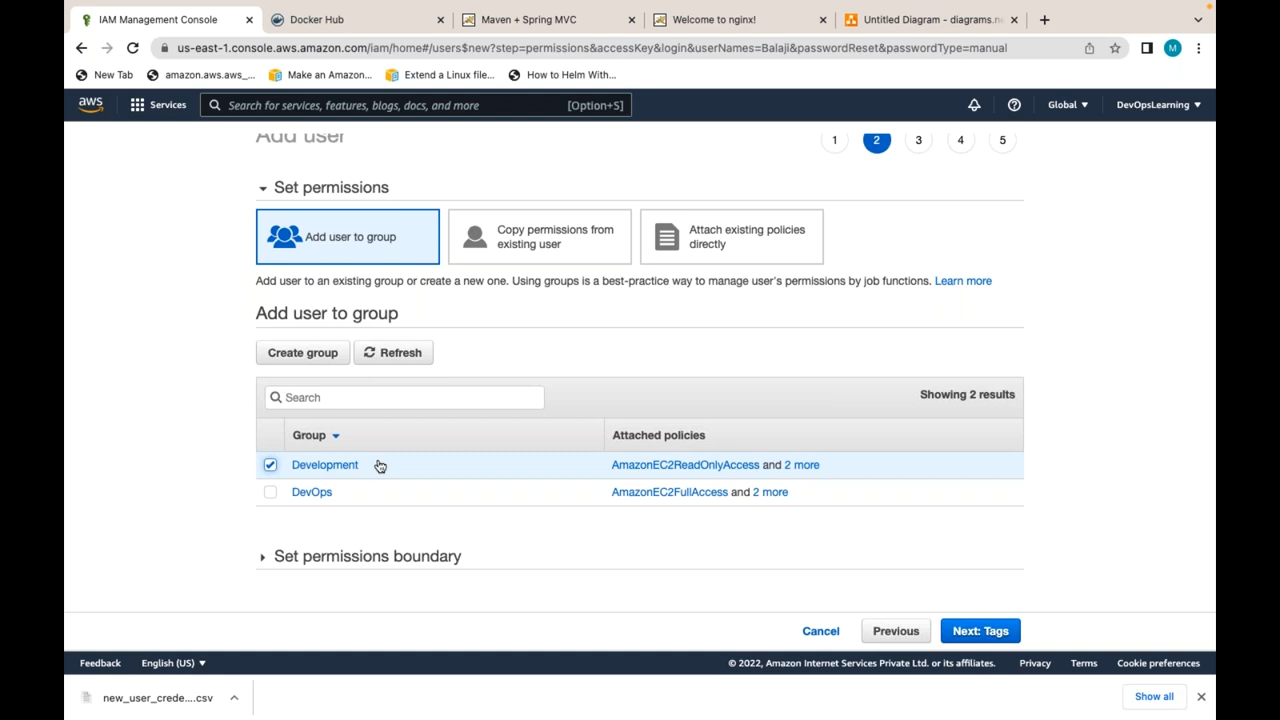 IAM Management Console
Docker Hub
Maven + Spring MVC
Welcome to nginx!
Untitled Diagram - diagrams.ne
us-east-1.console.aws.amazon.com/iam/home#/users$new?step=permissions&accessKey&login&userNames=Balaji&passwordReset&passwordType=manual
M
New Tab
amazon.aws.aws_...
Make an Amazon...
Extend a Linux file...
How to Helm With...
aws
Services
Search for services, features, blogs, docs, and more
[Option+S]
Global
DevOpsLearning
Add user
1
2
3
4
5
Set permissions
Add user to group
Copy permissions from
existing user
Attach existing policies
directly
Add user to an existing group or create a new one. Using groups is a best-practice way to manage user's permissions by job functions. Learn more
Add user to group
Create group
Refresh
Search
Showing 2 results
Group
Attached policies
Development
AmazonEC2ReadOnlyAccess and 2 more
DevOps
AmazonEC2FullAccess and 2 more
Set permissions boundary
Cancel
Previous
Next: Tags
Feedback
English (US)
© 2022, Amazon Internet Services Private Ltd. or its affiliates.
Privacy
Terms
Cookie preferences
new_user_crede....csv
Show all